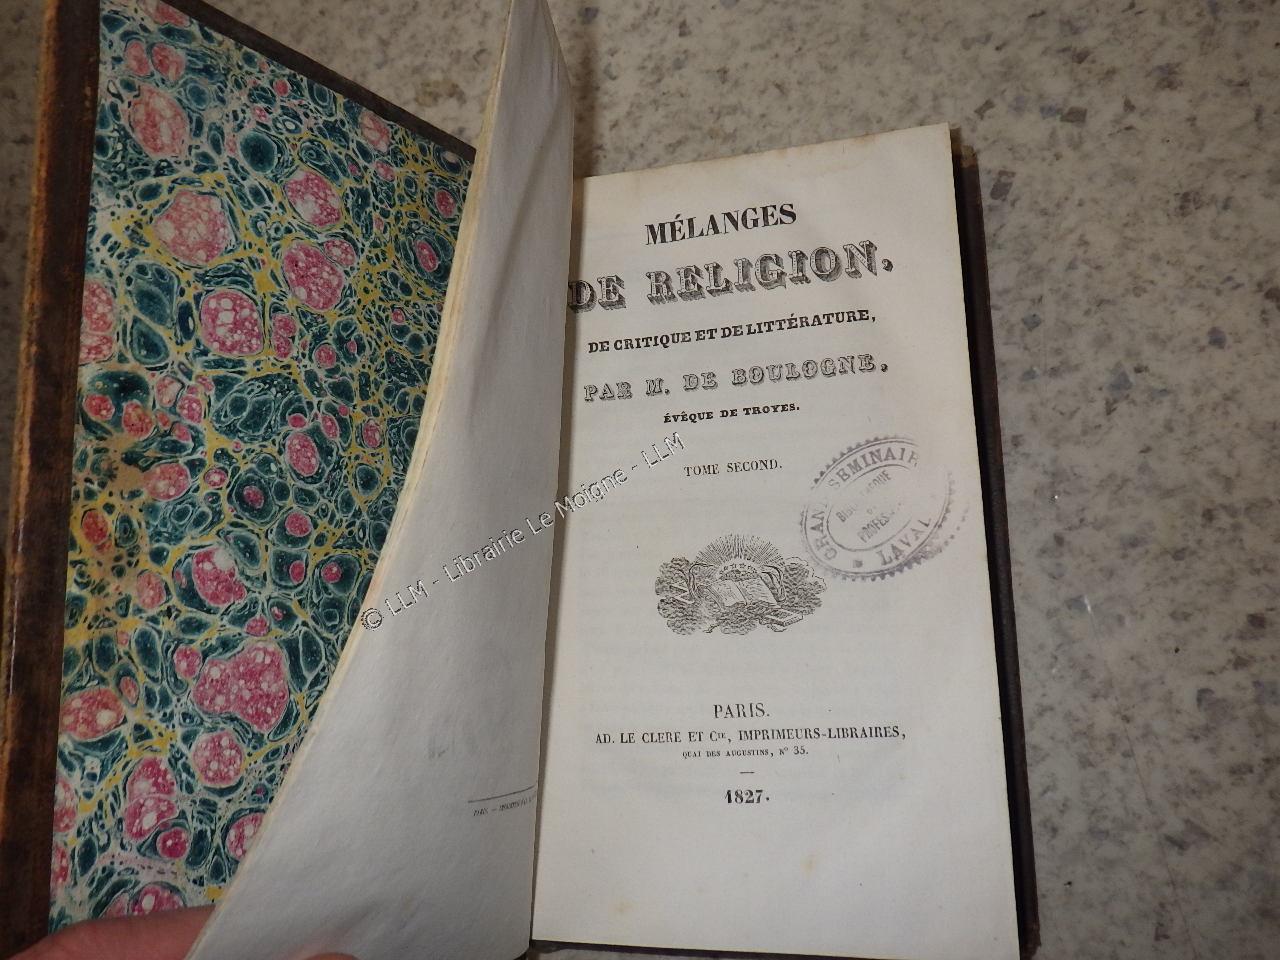 MÉLANGES
DE RELIGION,
DE CRITIQUE ET DE LITTÉRATURE,
PAR M. DE BOULOGNE,
ÉVÊQUE DE TROYES.
TOME SECOND.
GRAND SEMINAIRE
LAVAL
PARIS.
AD. LE CLERE ET Cie, IMPRIMEURS-LIBRAIRES,
QUAI DES AUGUSTINS, N° 35.
1827.
© LLM - Librairie Le Moigne - LLM